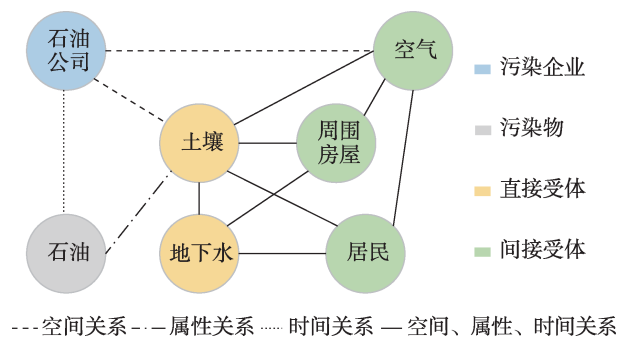 石油
公司
空气
污染企业
土壤
周围
房屋
污染物
直接受体
石油
地下水
居民
间接受体
空间关系
属性关系
时间关系
空间、属性、时间关系